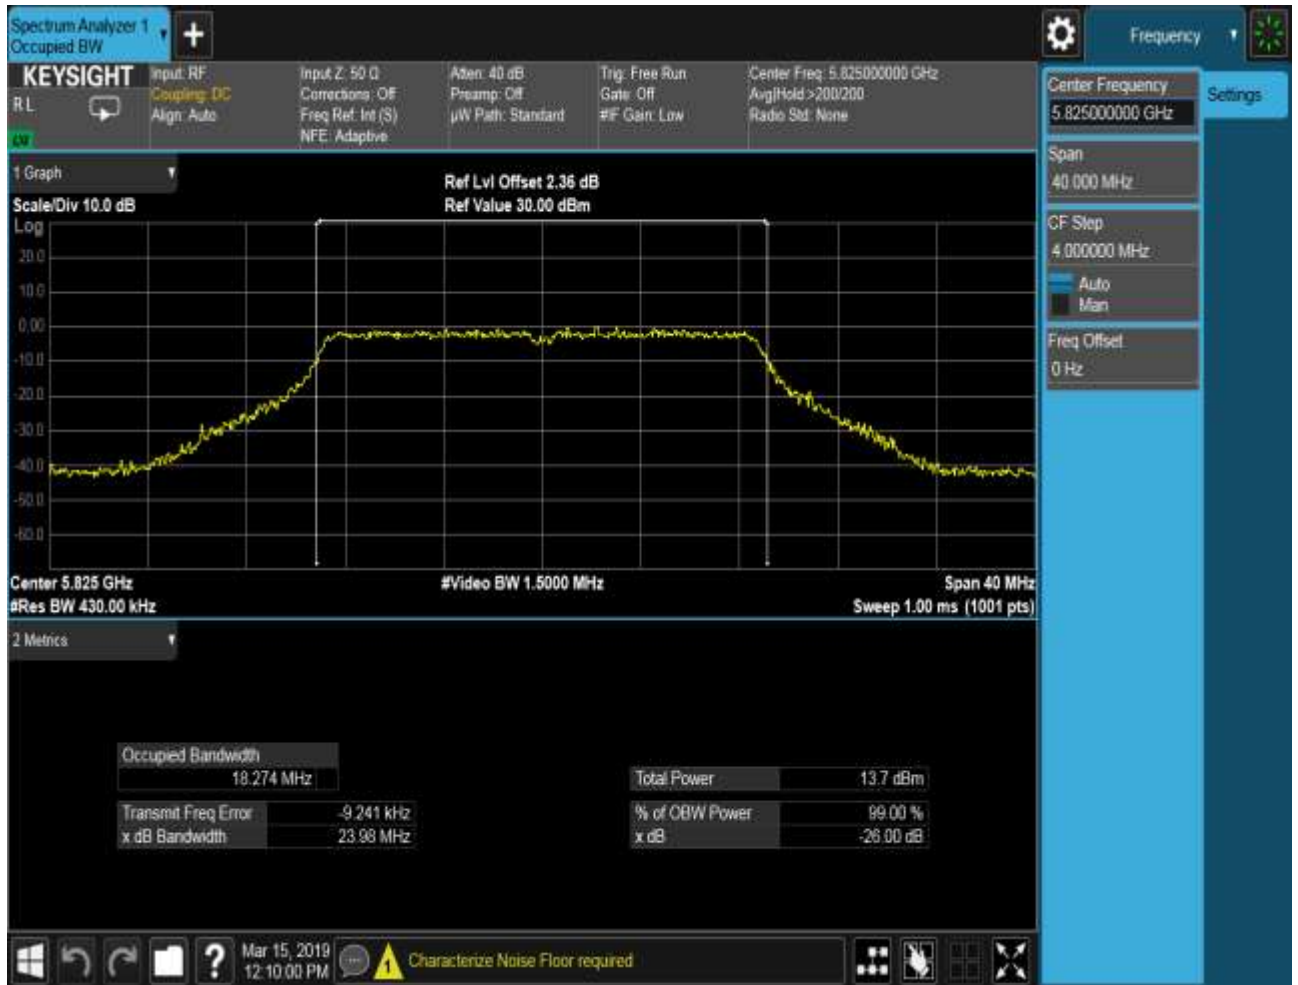 Spectrum Analyzer 1
Occupied BW
Frequency
KEYSIGHT
R L
Input: RF
Coupling: DC
Align: Auto
Input Z: 50 Ω
Corrections: Off
Freq Ref: Int (S)
NFE: Adaptive
Atten: 40 dB
Preamp: Off
µW Path: Standard
Trig: Free Run
Gate: Off
#IF Gain: Low
Center Freq: 5.825000000 GHz
Avg|Hold:>200/200
Radio Std: None
Center Frequency
5.825000000 GHz
Settings
Span
40.000 MHz
CF Step
4.000000 MHz
Auto
Man
Freq Offset
0 Hz
1 Graph
Scale/Div 10.0 dB
Ref Lvl Offset 2.36 dB
Ref Value 30.00 dBm
Log
20.0
10.0
0.00
-10.0
-20.0
-30.0
-40.0
-50.0
-60.0
Center 5.825 GHz
#Video BW 1.5000 MHz
Span 40 MHz
#Res BW 430.00 kHz
Sweep 1.00 ms (1001 pts)
2 Metrics
Occupied Bandwidth
18.274 MHz
Total Power 13.7 dBm
Transmit Freq Error -9.241 kHz
% of OBW Power 99.00 %
x dB Bandwidth 23.98 MHz
x dB -26.00 dB
Mar 15, 2019
12:10:00 PM
1
Characterize Noise Floor required